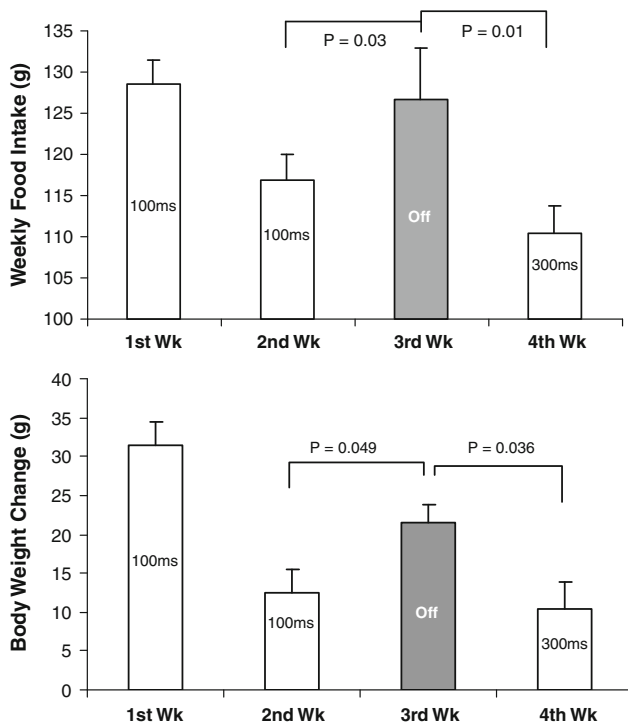 Weekly Food Intake (g)
135
130
125
120
115
110
105
100
P = 0.03
P = 0.01
100ms
100ms
Off
300ms
1st Wk
2nd Wk
3rd Wk
4th Wk
Body Weight Change (g)
40
35
30
25
20
15
10
5
0
P = 0.049
P = 0.036
100ms
100ms
Off
300ms
1st Wk
2nd Wk
3rd Wk
4th Wk